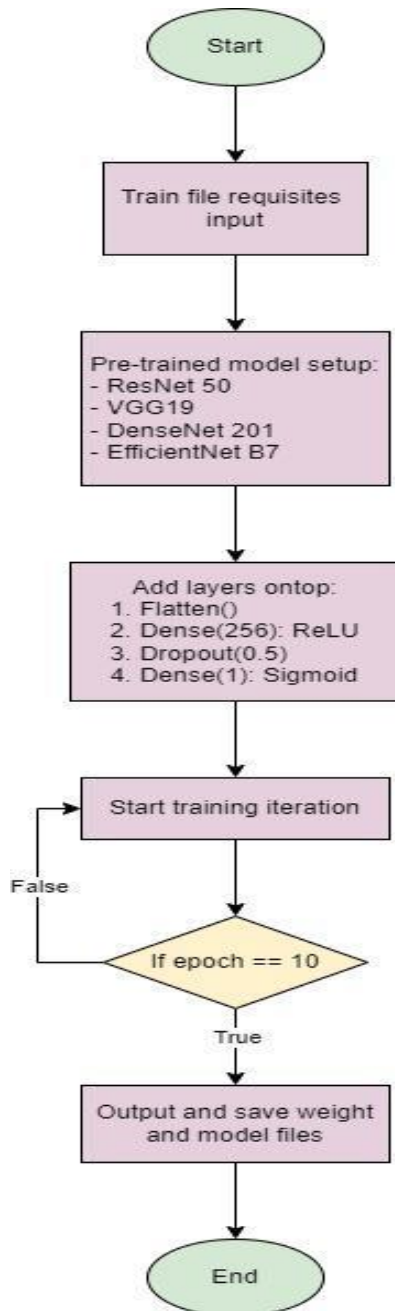 Start
Train file requisites
input
Pre-trained model setup:
- ResNet 50
- VGG19
- DenseNet 201
- EfficientNet B7
Add layers ontop:
1. Flatten()
2. Dense(256): ReLU
3. Dropout(0.5)
4. Dense(1): Sigmoid
Start training iteration
False
If epoch == 10
True
Output and save weight
and model files
End